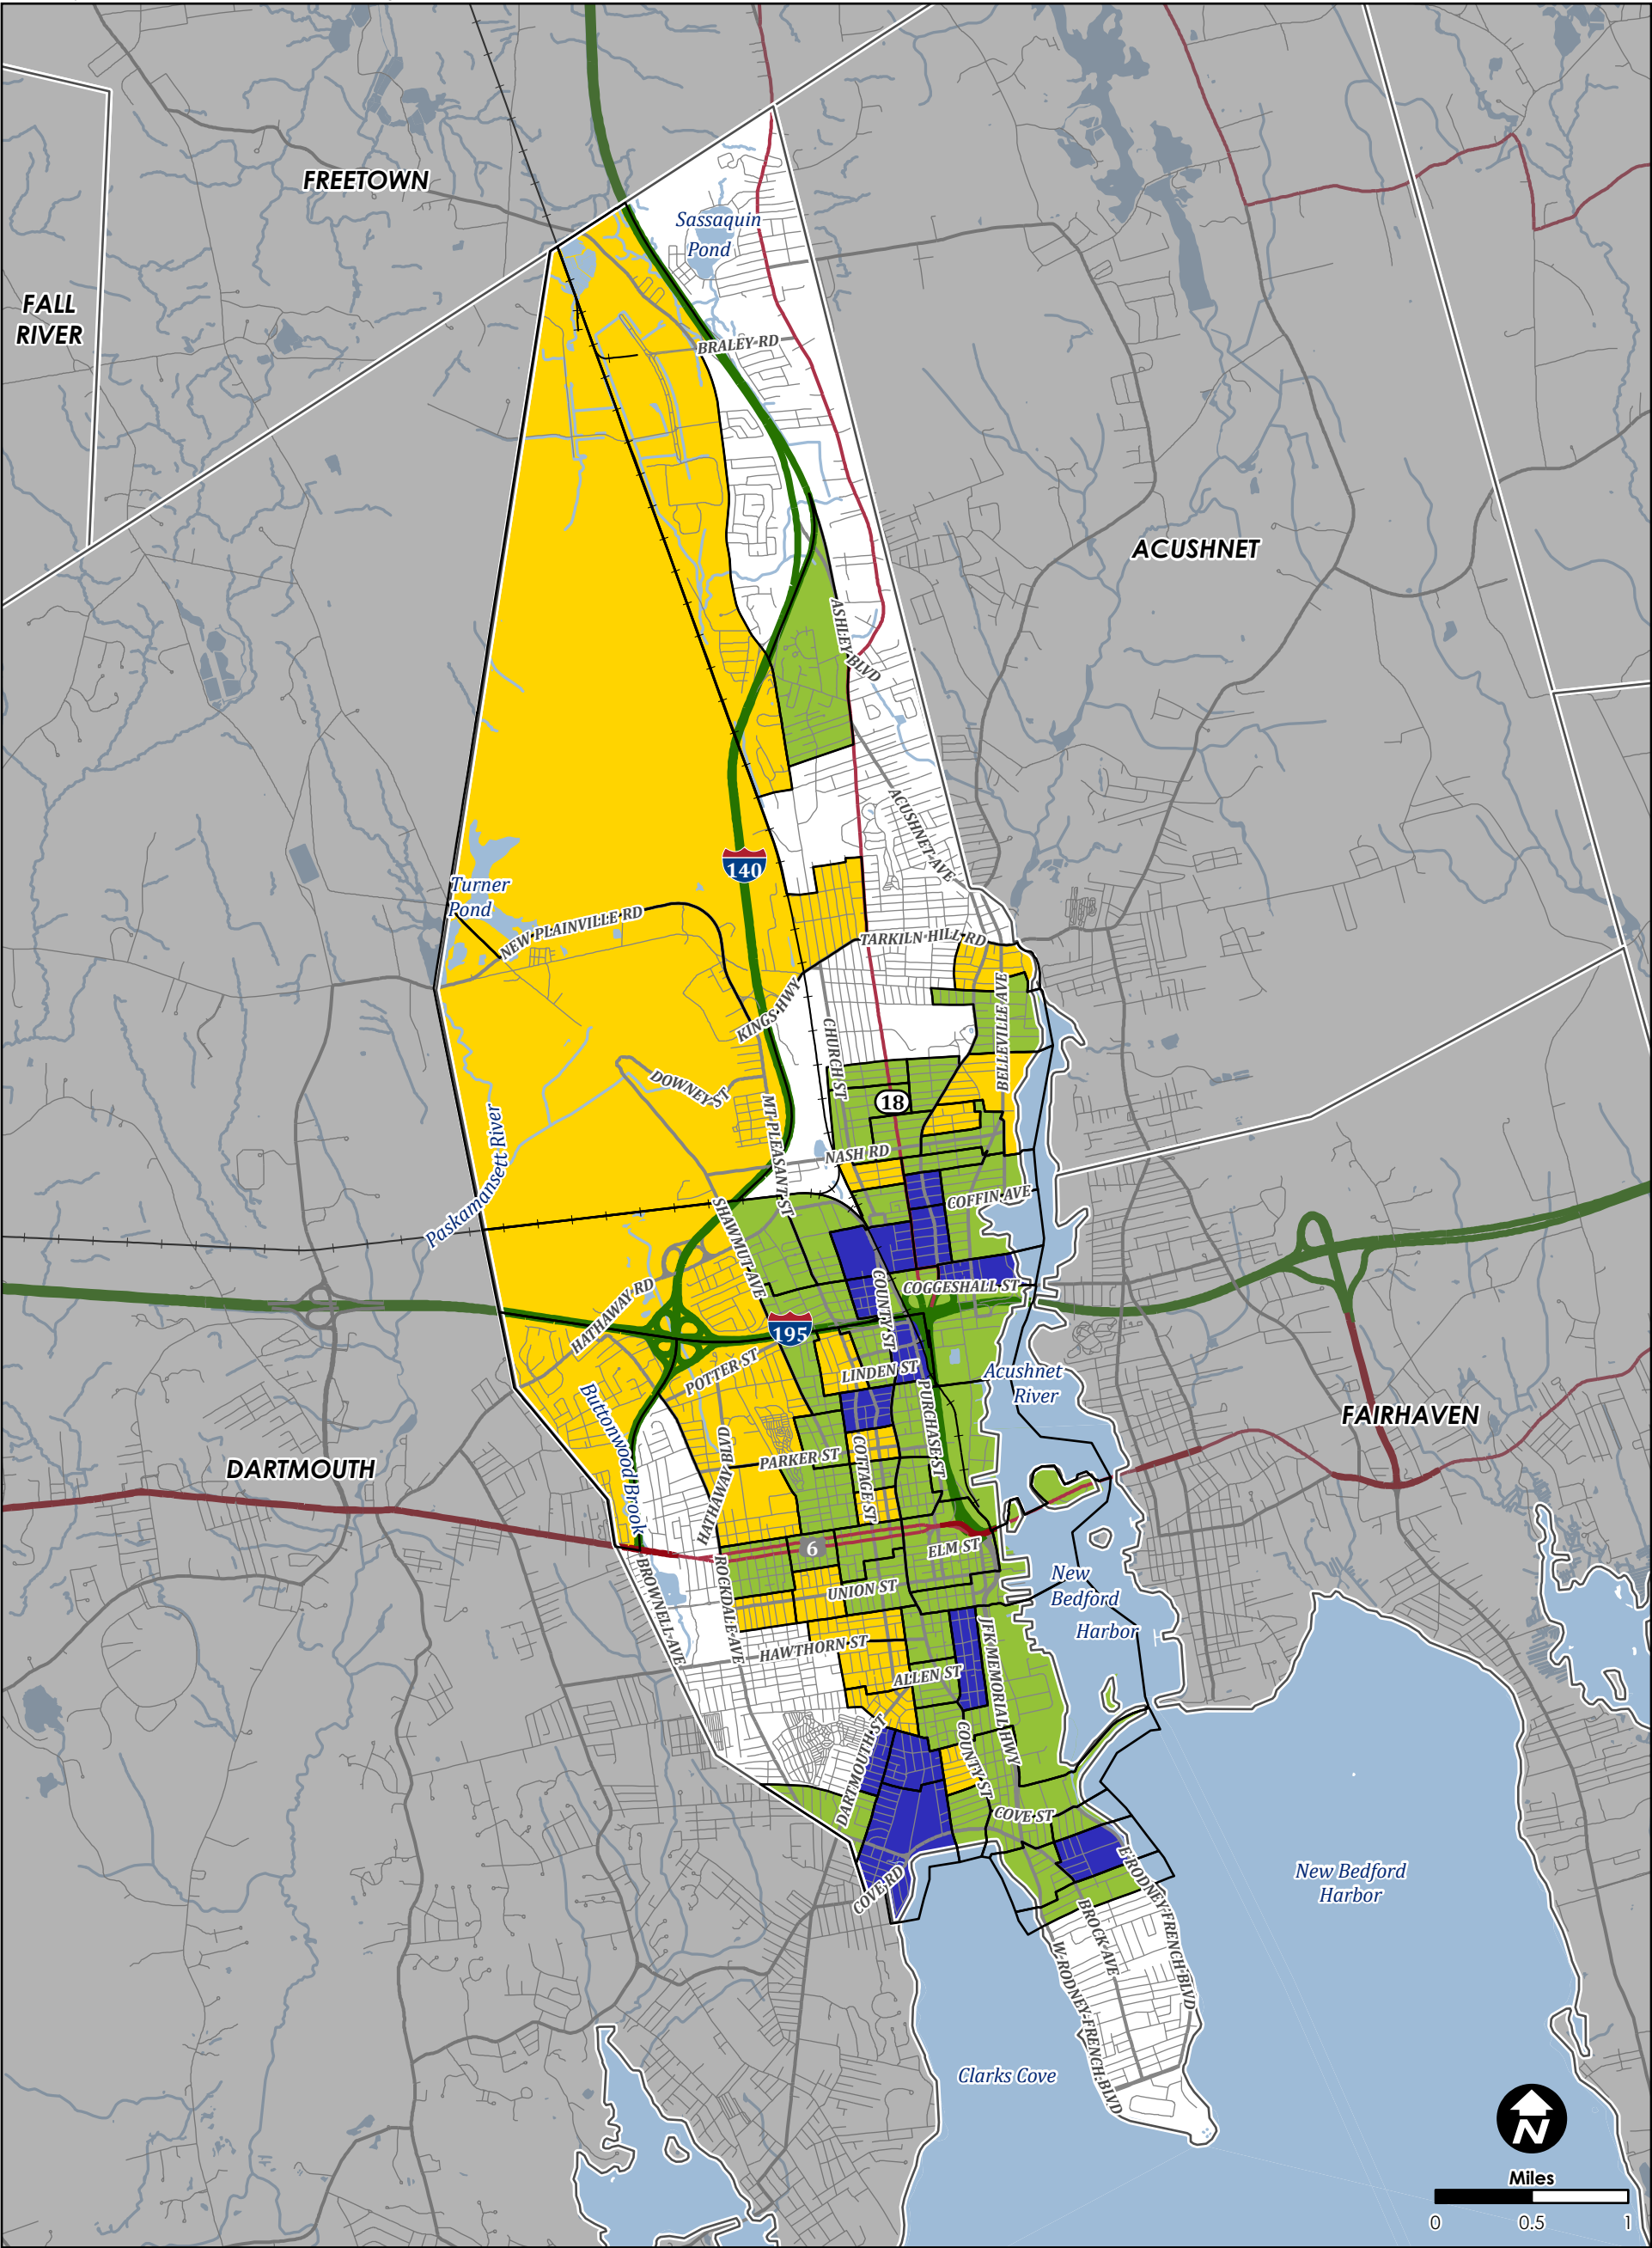 FREETOWN
Sassaquin
Pond
FALL
RIVER
BRALEY RD
ACUSHNET
ASHLEY BLVD
ACUSHNET AVE
140
Turner
Pond
NEW PLAINVILLE RD
TARKILN HILL RD
BELLEVILLE AVE
KINGS HWY
CHURCH ST
DOWNEY ST
18
MT PLEASANT ST
Paskamansett River
NASH RD
COFFIN AVE
SHAWMUT AVE
HATHAWAY RD
COUNTY ST
COGGESHALL ST
195
POTTER ST
LINDEN ST
Acushnet
River
PURCHASE ST
Buttonwood Brook
FAIRHAVEN
HATHAWAY BLVD
PARKER ST
COTTAGE ST
DARTMOUTH
6
ELM ST
BROWNELL AVE
ROCKDALE AVE
UNION ST
New
Bedford
Harbor
HAWTHORN ST
JFK MEMORIAL HWY
ALLEN ST
DARTMOUTH ST
COUNTY ST
COVE ST
COVE RD
E RODNEY FRENCH BLVD
New Bedford
Harbor
BROCK AVE
W RODNEY FRENCH BLVD
Clarks Cove
N
Miles
0 0.5 1